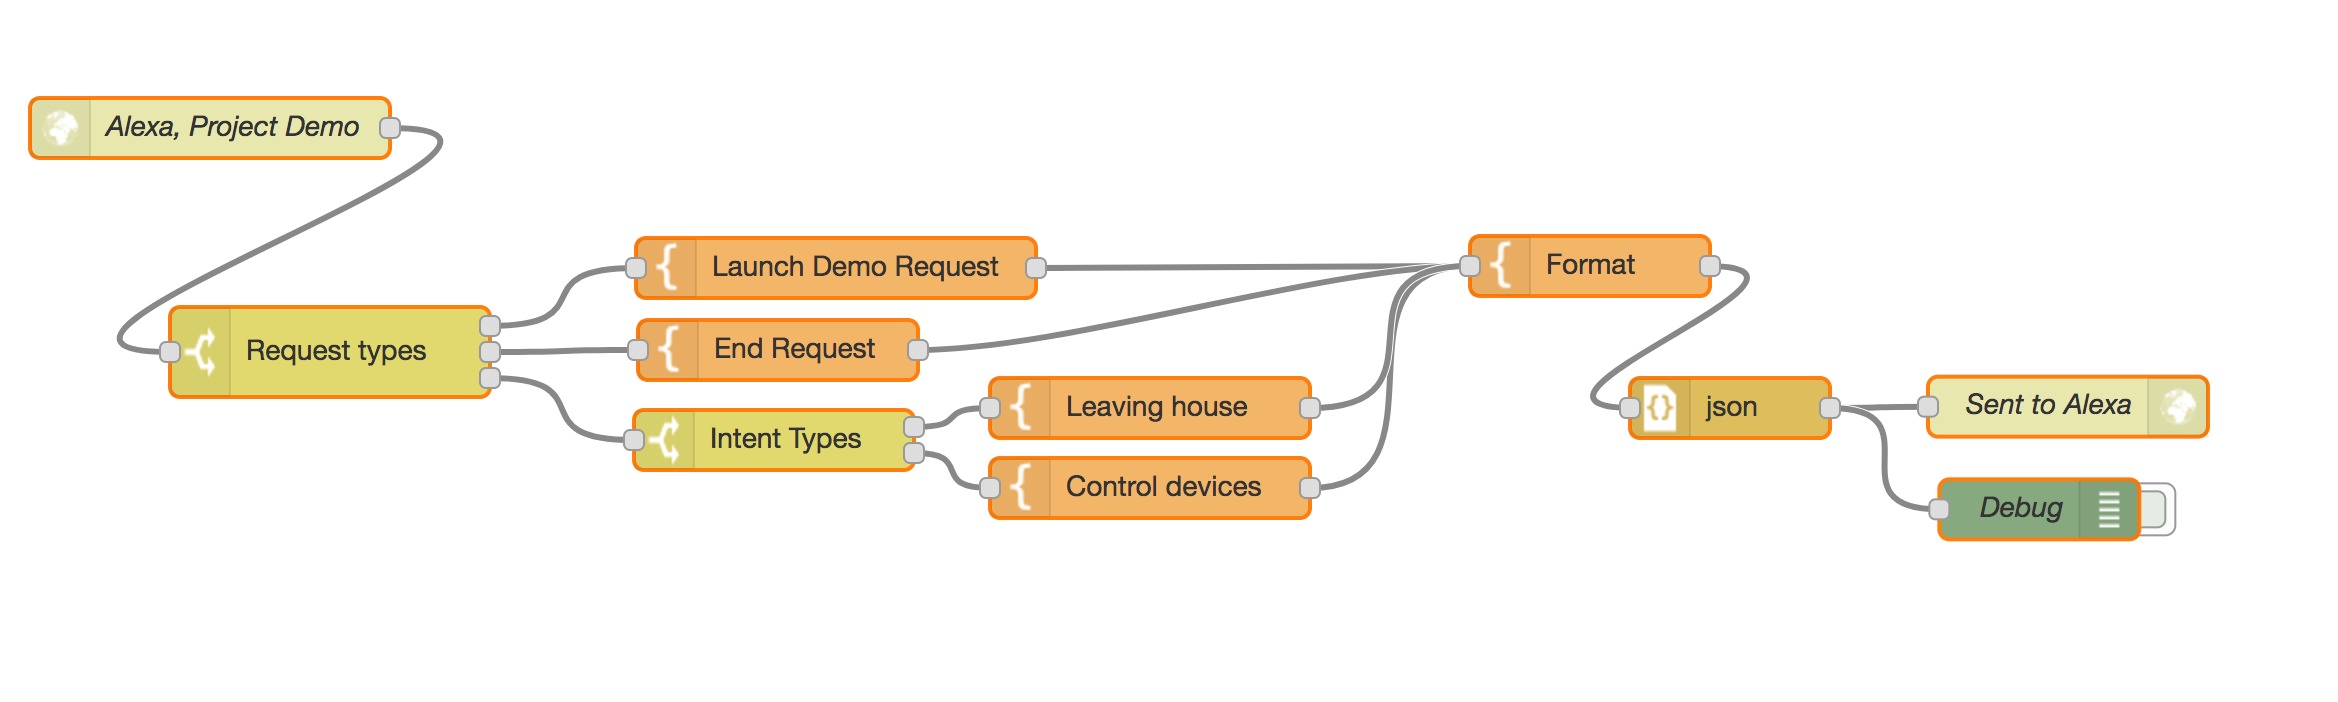 Alexa, Project Demo
Request types
Launch Demo Request
End Request
Intent Types
Leaving house
Control devices
Format
json
Sent to Alexa
Debug